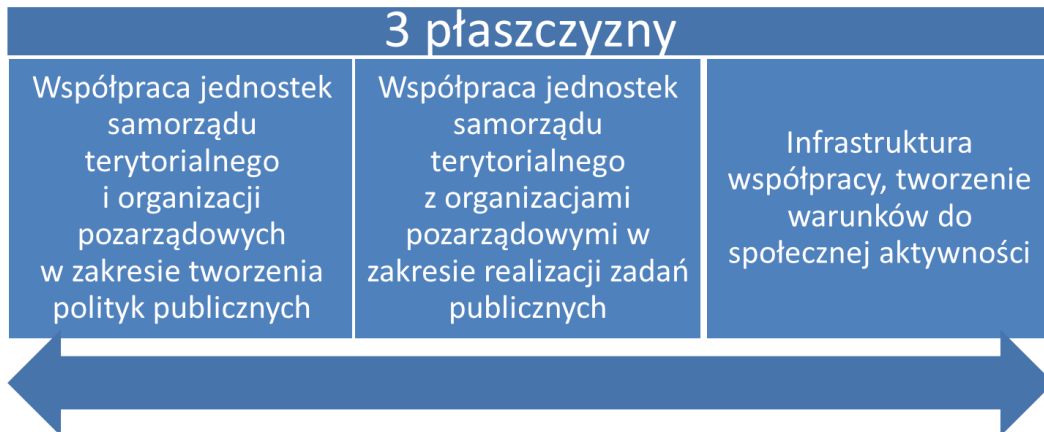 3 płaszczyzny
Współpraca jednostek
samorządu
terytorialnego
i organizacji
pozarządowych
w zakresie tworzenia
polityk publicznych
Współpraca jednostek
samorządu
terytorialnego
z organizacjami
pozarządowymi w
zakresie realizacji zadań
publicznych
Infrastruktura
współpracy, tworzenie
warunków do
społecznej aktywności